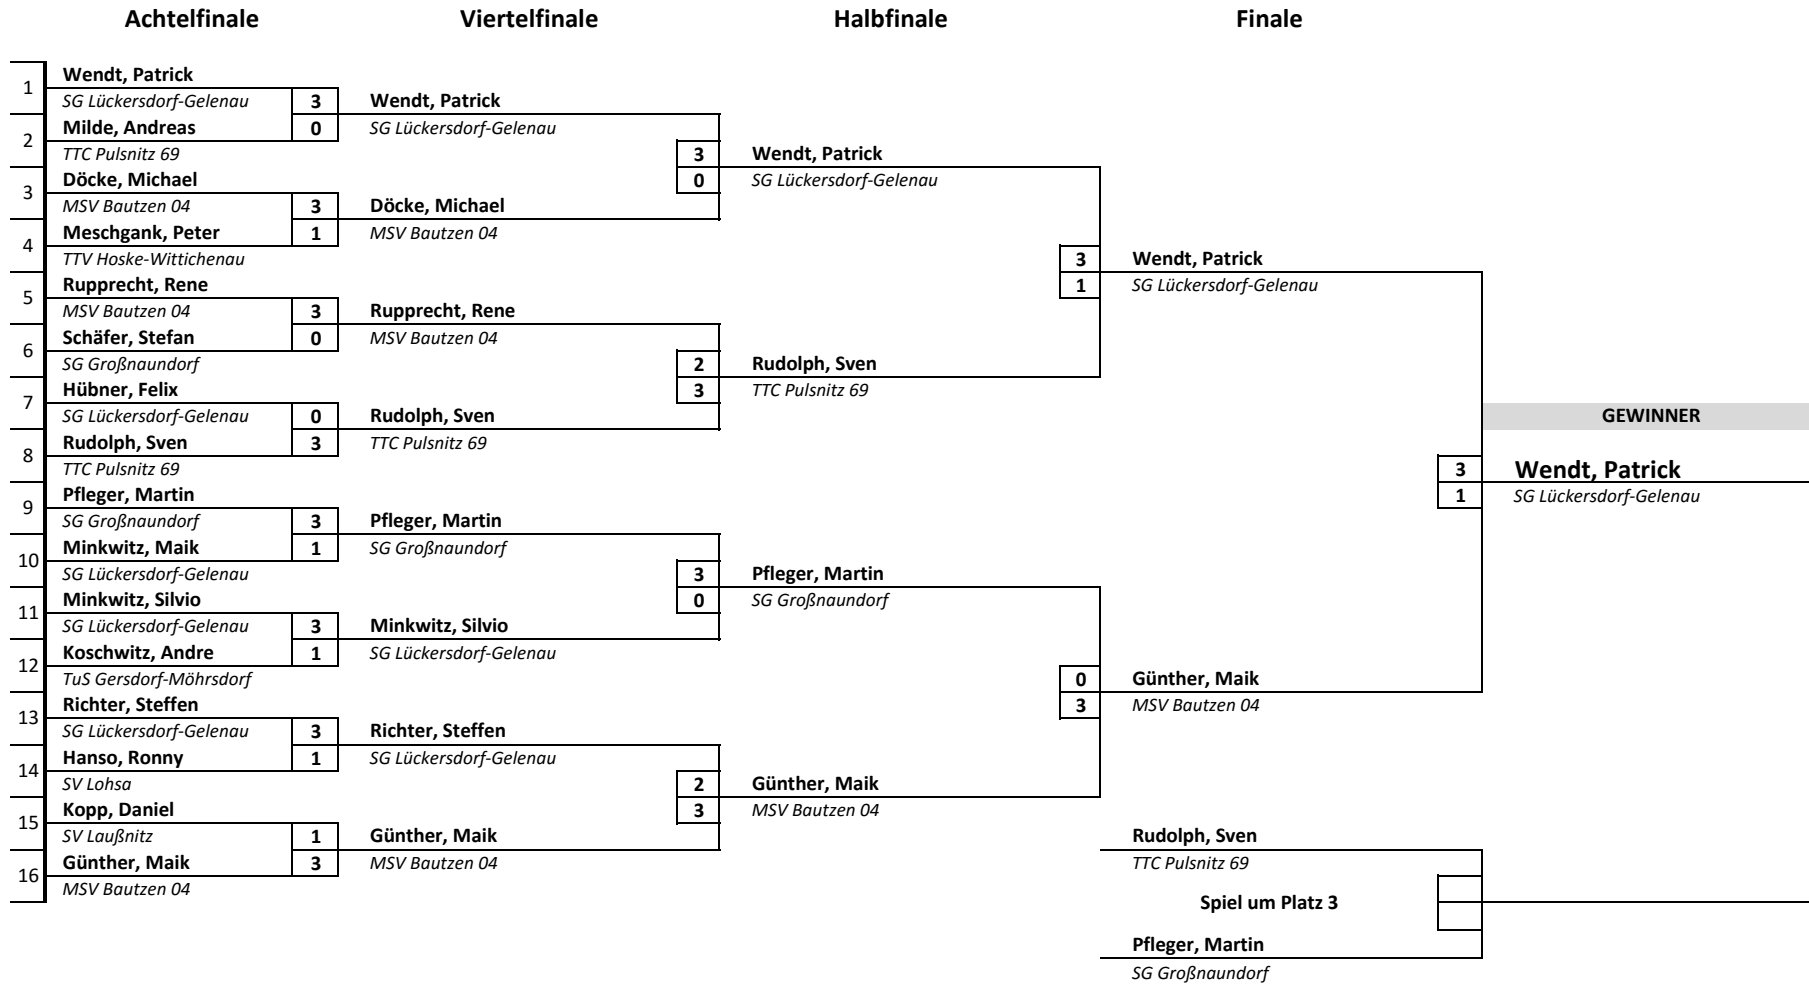 Achtelfinale Viertelfinale Halbfinale Finale
1 Wendt, Patrick
SG Lückersdorf-Gelenau 3
2 Milde, Andreas 0
TTC Pulsnitz 69
3 Döcke, Michael
MSV Bautzen 04 3
4 Meschgank, Peter 1
TTV Hoske-Wittichenau
5 Rupprecht, Rene
MSV Bautzen 04 3
6 Schäfer, Stefan 0
SG Großnaundorf
7 Hübner, Felix
SG Lückersdorf-Gelenau 0
8 Rudolph, Sven 3
TTC Pulsnitz 69
9 Pfleger, Martin
SG Großnaundorf 3
10 Minkwitz, Maik 1
SG Lückersdorf-Gelenau
11 Minkwitz, Silvio
SG Lückersdorf-Gelenau 3
12 Koschwitz, Andre 1
TuS Gersdorf-Möhrsdorf
13 Richter, Steffen
SG Lückersdorf-Gelenau 3
14 Hanso, Ronny 1
SV Lohsa
15 Kopp, Daniel
SV Laußnitz 1
16 Günther, Maik 3
MSV Bautzen 04
Wendt, Patrick
SG Lückersdorf-Gelenau
3
0
Döcke, Michael
MSV Bautzen 04
Rupprecht, Rene
MSV Bautzen 04
2
3
Rudolph, Sven
TTC Pulsnitz 69
Pfleger, Martin
SG Großnaundorf
3
0
Minkwitz, Silvio
SG Lückersdorf-Gelenau
Richter, Steffen
SG Lückersdorf-Gelenau
2
3
Günther, Maik
MSV Bautzen 04
Wendt, Patrick
SG Lückersdorf-Gelenau
3
1
Rudolph, Sven
TTC Pulsnitz 69
Pfleger, Martin
SG Großnaundorf
0
3
Günther, Maik
MSV Bautzen 04
Wendt, Patrick
SG Lückersdorf-Gelenau
3
1
Günther, Maik
MSV Bautzen 04
GEWINNER
Wendt, Patrick
SG Lückersdorf-Gelenau
Rudolph, Sven
TTC Pulsnitz 69
Spiel um Platz 3
Pfleger, Martin
SG Großnaundorf